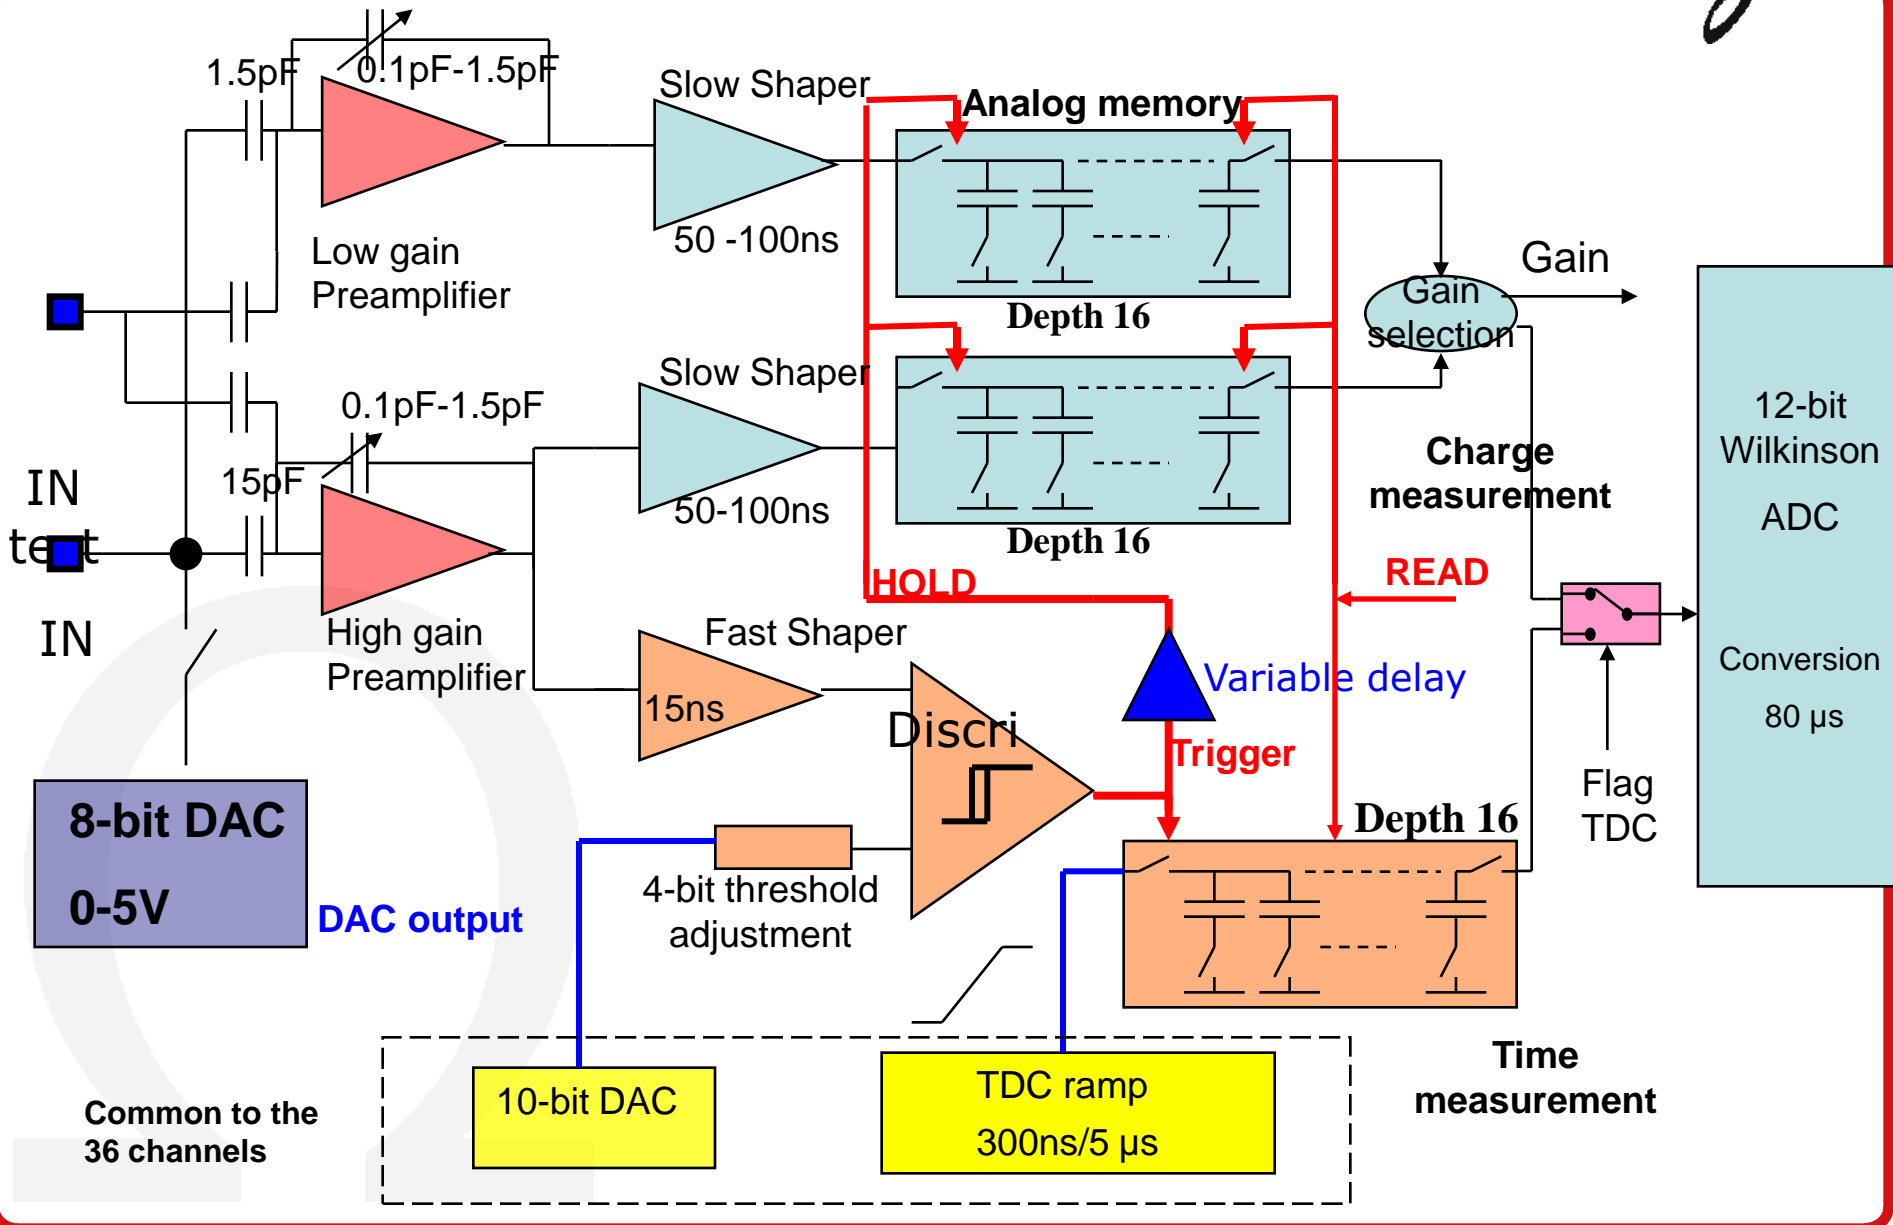 1.5pF
0.1pF-1.5pF
Slow Shaper
Analog memory
50 -100ns
Low gain
Preamplifier
Depth 16
Gain
Gain
selection
Slow Shaper
0.1pF-1.5pF
15pF
50-100ns
Depth 16
Charge
measurement
12-bit
Wilkinson
ADC
Conversion
80 µs
IN
test
IN
HOLD
READ
High gain
Preamplifier
Fast Shaper
15ns
Variable delay
Discri
Trigger
Flag
TDC
8-bit DAC
0-5V
DAC output
4-bit threshold
adjustment
Depth 16
Time
measurement
Common to the
36 channels
10-bit DAC
TDC ramp
300ns/5 µs